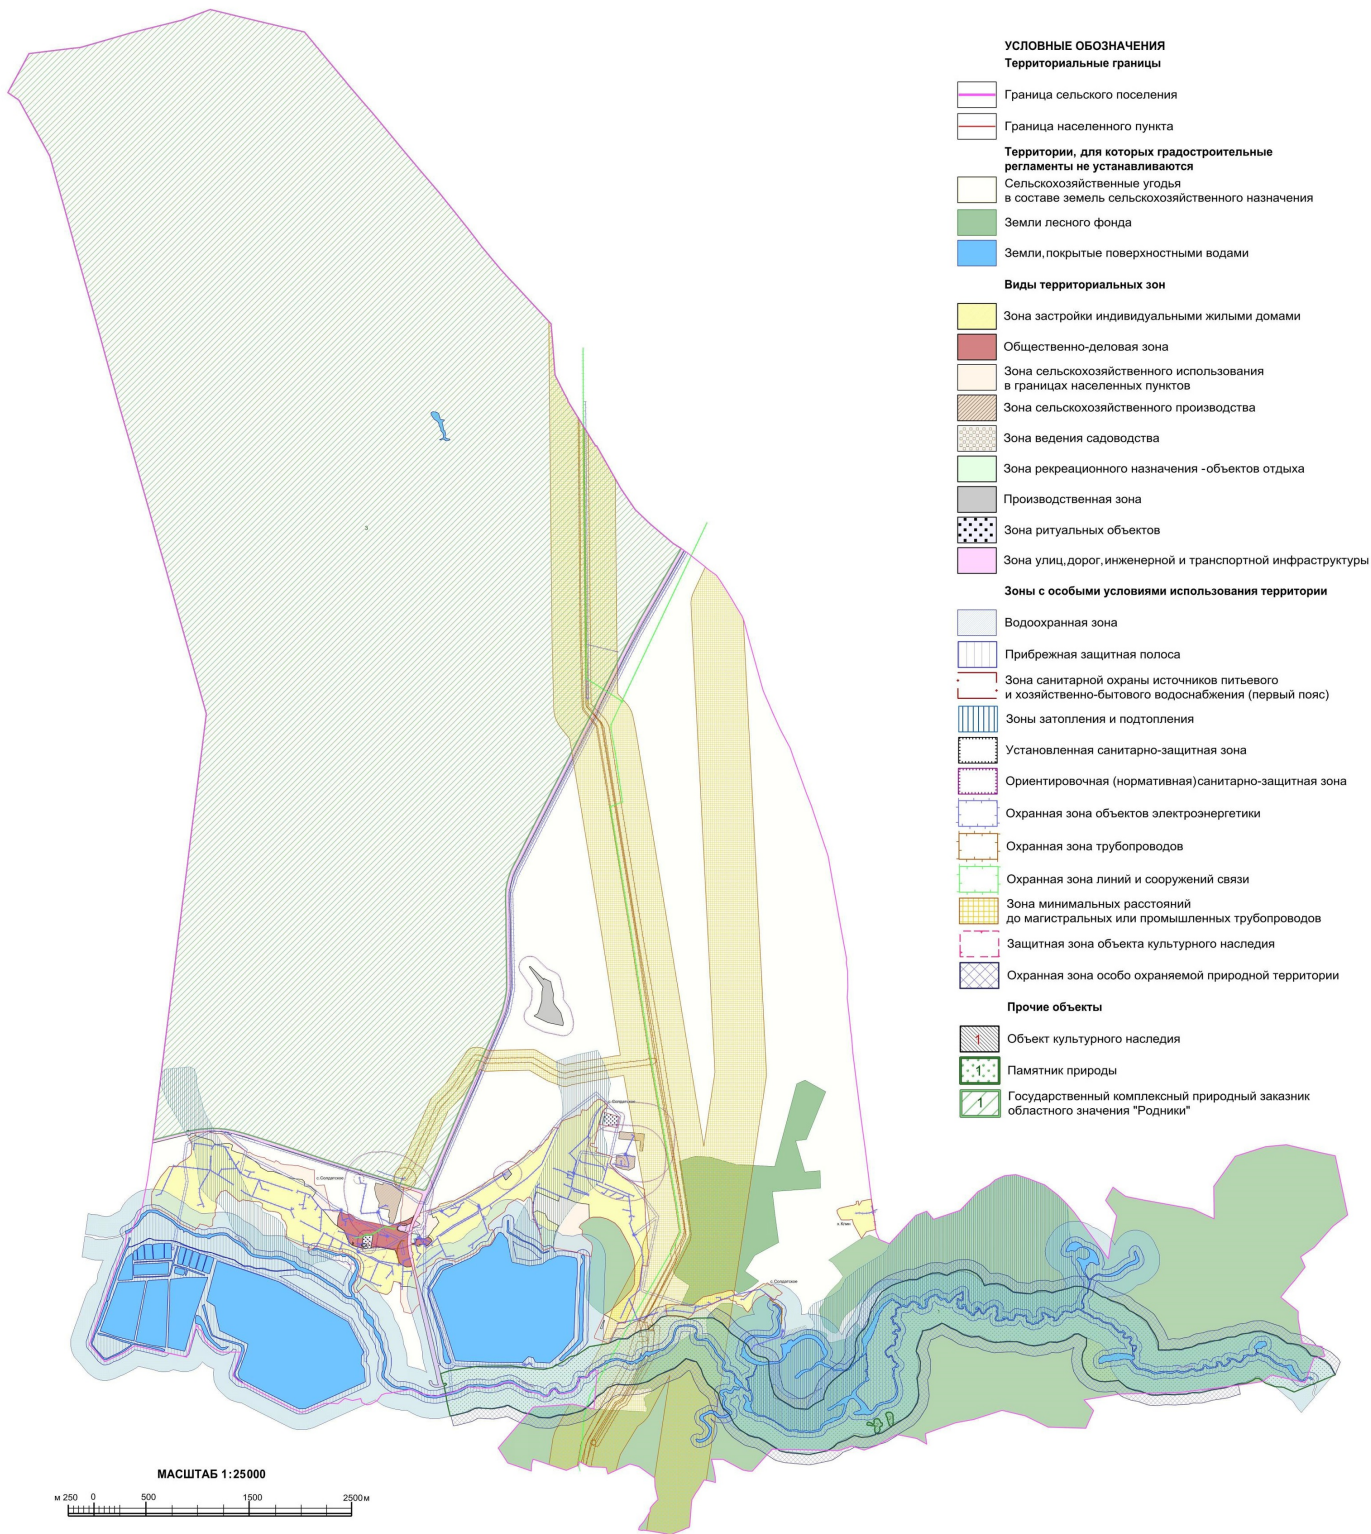 УСЛОВНЫЕ ОБОЗНАЧЕНИЯ
Территориальные границы
Граница сельского поселения
Граница населенного пункта
Территории, для которых градостроительные
регламенты не устанавливаются
Сельскохозяйственные угодья
в составе земель сельскохозяйственного назначения
Земли лесного фонда
Земли,покрытые поверхностными водами
Виды территориальных зон
Зона застройки индивидуальными жилыми домами
Общественно-деловая зона
Зона сельскохозяйственного использования
в границах населенных пунктов
Зона сельскохозяйственного производства
Зона ведения садоводства
Зона рекреационного назначения -объектов отдыха
Производственная зона
Зона ритуальных объектов
Зона улиц,дорог,инженерной и транспортной инфраструктуры
Зоны с особыми условиями использования территории
Водоохранная зона
Прибрежная защитная полоса
Зона санитарной охраны источников питьевого
и хозяйственно-бытового водоснабжения (первый пояс)
Зоны затопления и подтопления
Установленная санитарно-защитная зона
Ориентировочная (нормативная)санитарно-защитная зона
Охранная зона объектов электроэнергетики
Охранная зона трубопроводов
Охранная зона линий и сооружений связи
Зона минимальных расстояний
до магистральных или промышленных трубопроводов
Защитная зона объекта культурного наследия
Охранная зона особо охраняемой природной территории
Прочие объекты
1 Объект культурного наследия
1 Памятник природы
1 Государственный комплексный природный заказник
областного значения "Родники"
3
с.Солдатское
с.Солдатское
с.Солдатское
МАСШТАБ 1:25000
м 250 0 500 1500 2500м